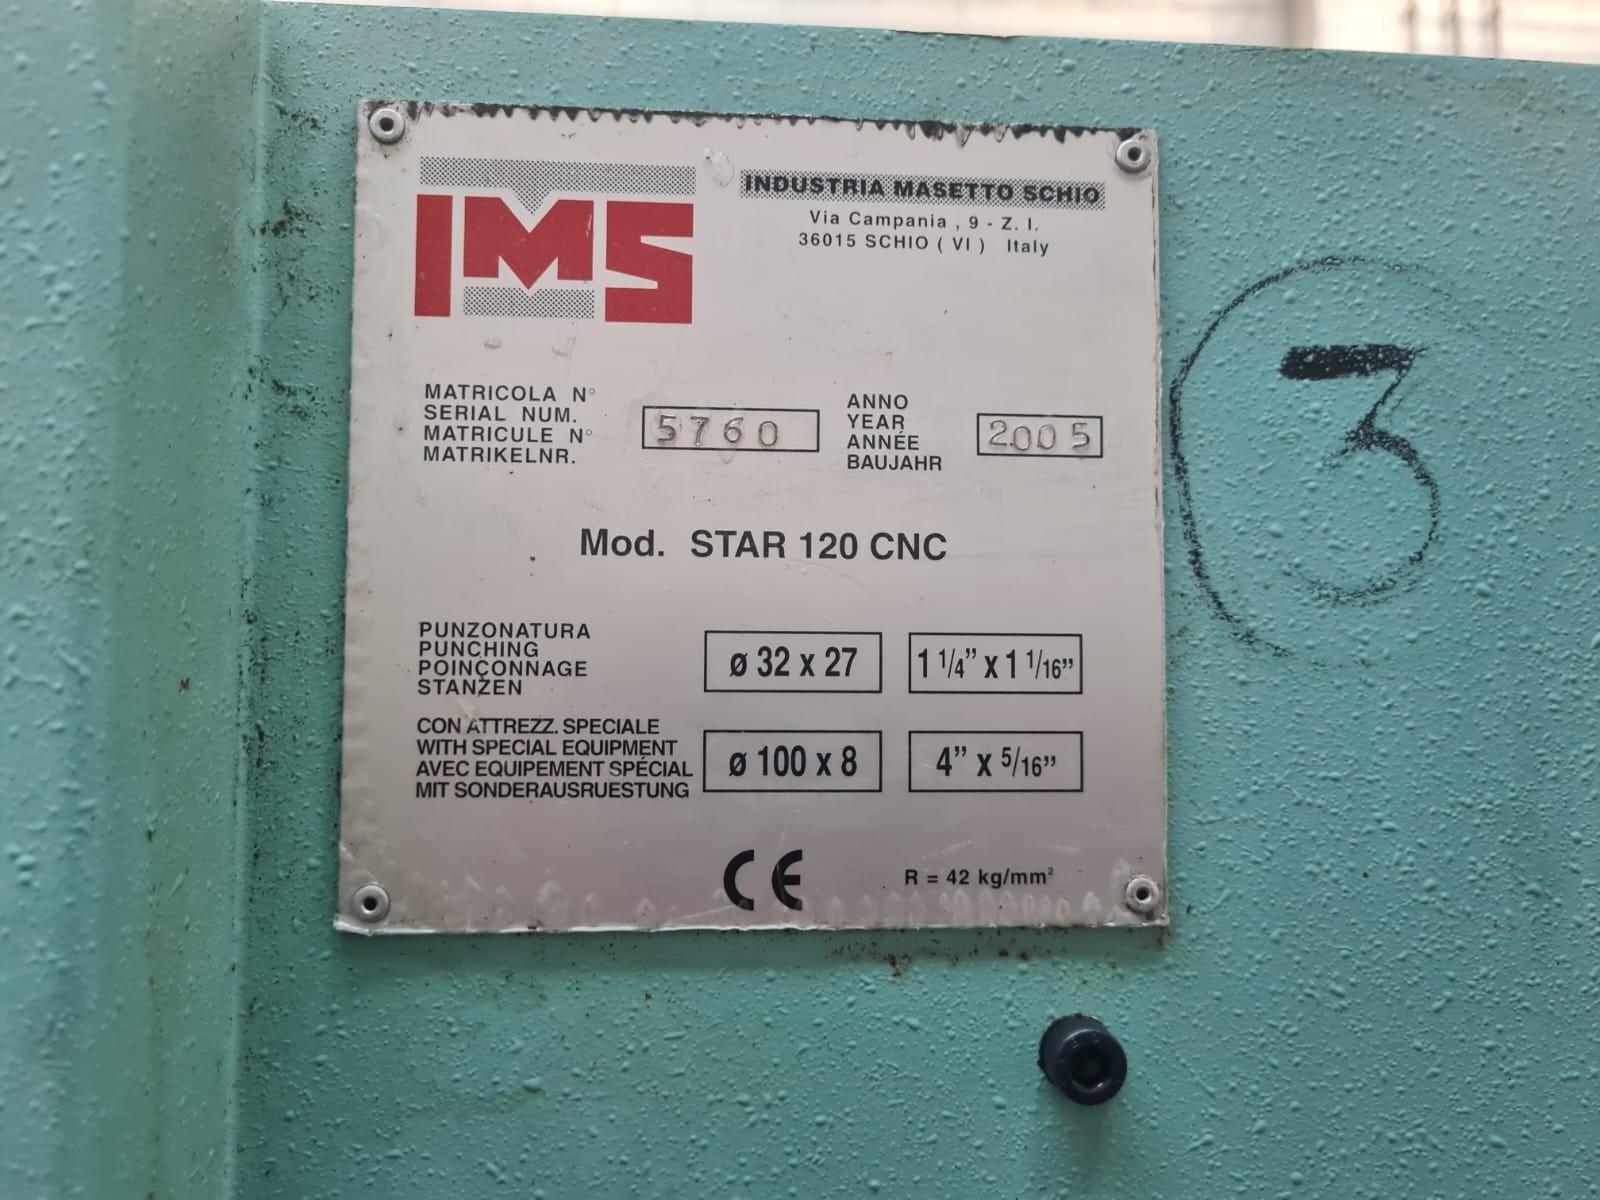 IMS
INDUSTRIA MASETTO SCHIO
Via Campania , 9 - Z. I.
36015 SCHIO ( VI ) Italy
MATRICOLA N°
SERIAL NUM.
MATRICULE N°
MATRIKELNR.
5760
ANNO
YEAR
ANNÉE
BAUJAHR
2005
3
Mod. STAR 120 CNC
PUNZONATURA
PUNCHING
POINÇONNAGE
STANZEN
ø 32 x 27
1 1/4” x 1 1/16”
CON ATTREZZ. SPECIALE
WITH SPECIAL EQUIPMENT
AVEC EQUIPEMENT SPÉCIAL
MIT SONDERAUSRUESTUNG
ø 100 x 8
4” x 5/16”
CE
R = 42 kg/mm²